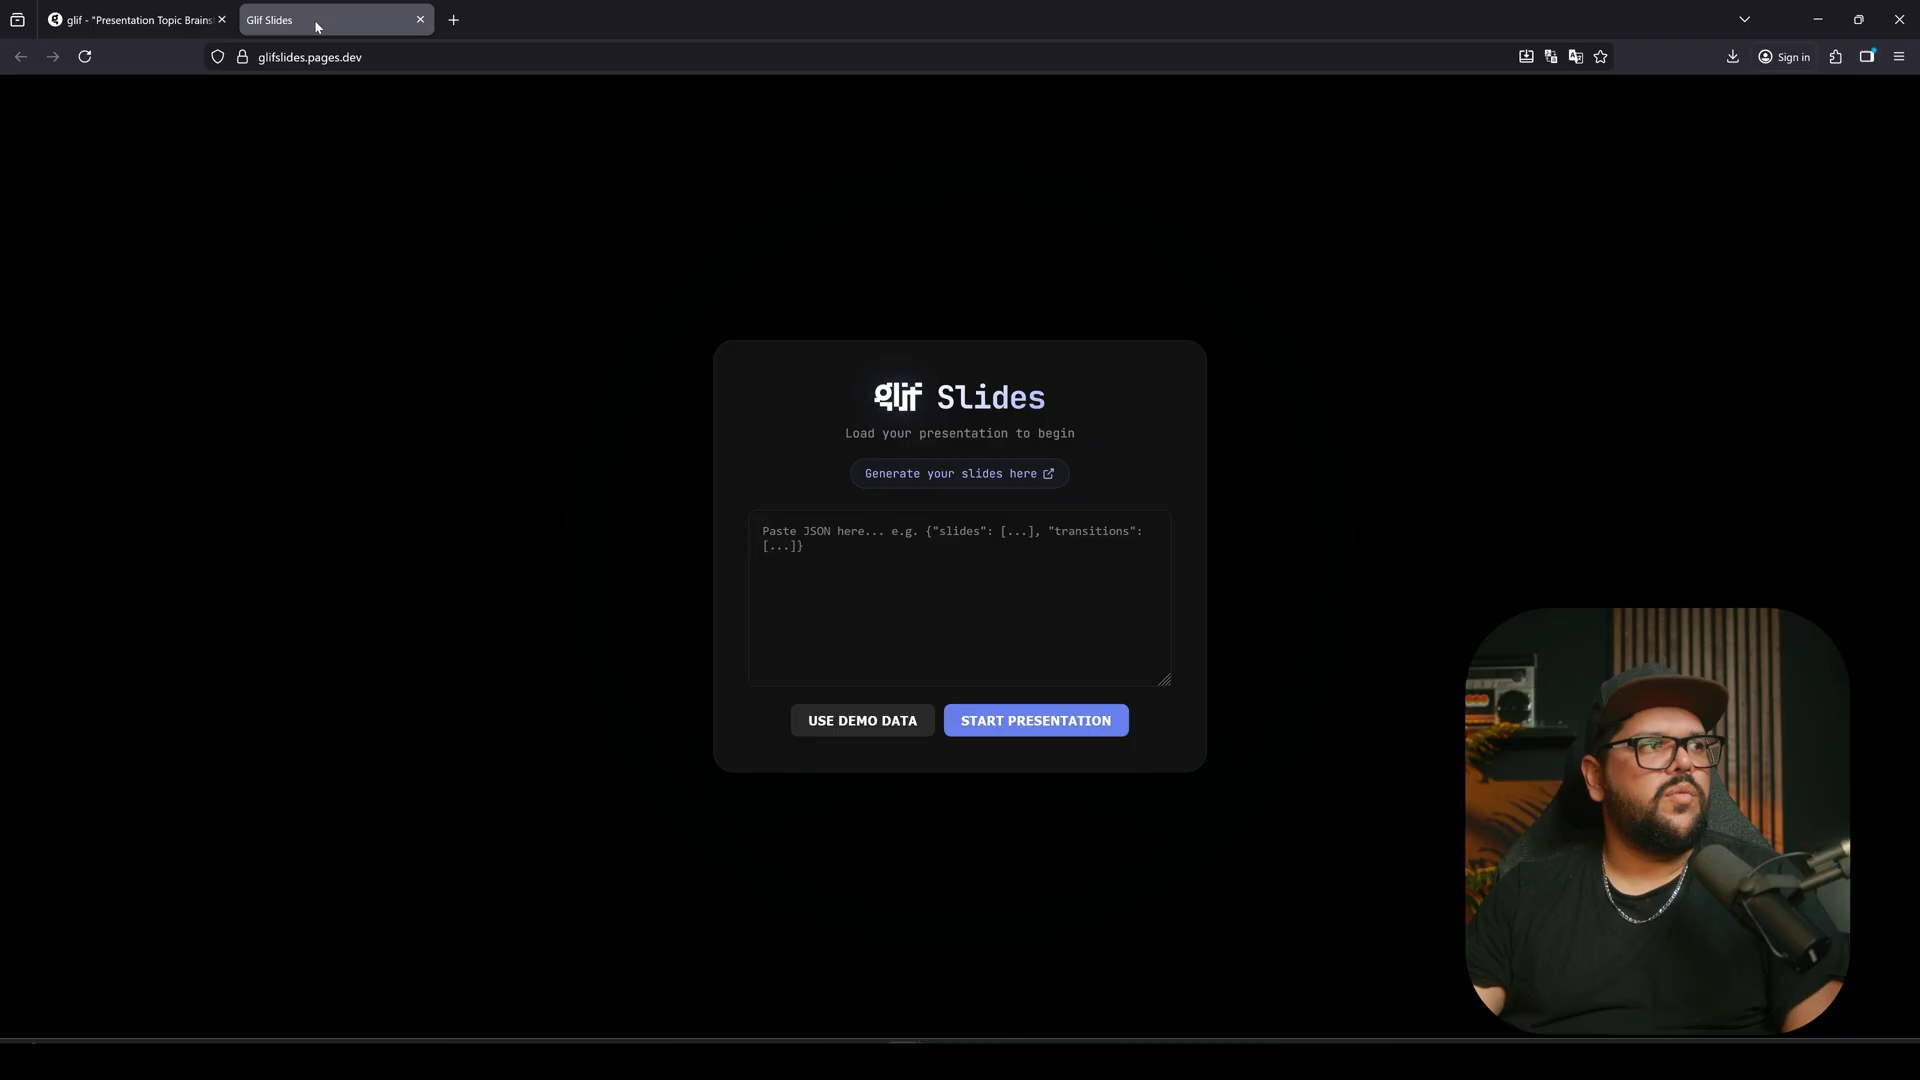 glif - "Presentation Topic Brains
Glif Slides
glifslides.pages.dev
Sign in
glif Slides
Load your presentation to begin
Generate your slides here
Paste JSON here... e.g. {"slides": [...], "transitions":
[...]}
USE DEMO DATA
START PRESENTATION